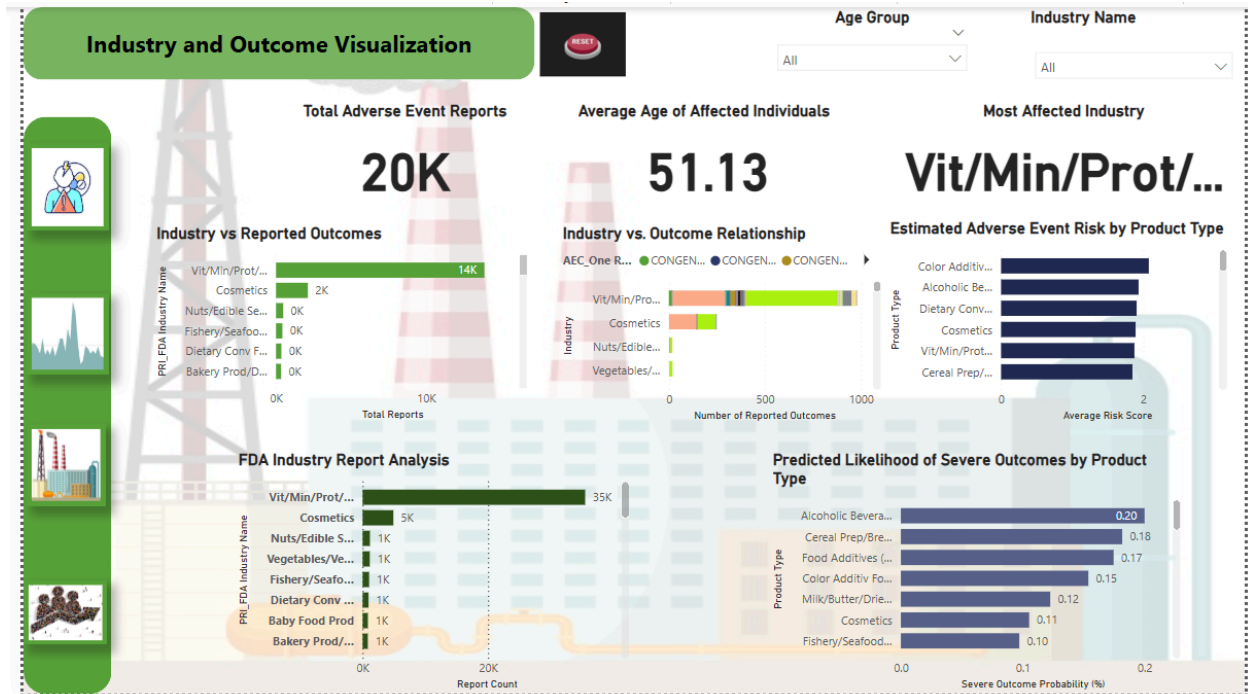 Industry and Outcome Visualization
RESET
Age Group
All
Industry Name
All
Total Adverse Event Reports
20K
Average Age of Affected Individuals
51.13
Most Affected Industry
Vit/Min/Prot/...
Industry vs Reported Outcomes
PRI_FDA Industry Name
Vit/Min/Prot/...
14K
Cosmetics
2K
Nuts/Edible Se...
0K
Fishery/Seafoo...
0K
Dietary Conv F...
0K
Bakery Prod/D...
0K
0K
10K
Total Reports
Industry vs. Outcome Relationship
AEC_One R...
CONGEN...
CONGEN...
CONGEN...
Industry
Vit/Min/Pro...
Cosmetics
Nuts/Edible...
Vegetables/...
0
500
1000
Number of Reported Outcomes
Estimated Adverse Event Risk by Product Type
Product Type
Color Additiv...
Alcoholic Be...
Dietary Conv...
Cosmetics
Vit/Min/Prot...
Cereal Prep/...
0
2
Average Risk Score
FDA Industry Report Analysis
PRI_FDA Industry Name
Vit/Min/Prot/...
35K
Cosmetics
5K
Nuts/Edible S...
1K
Vegetables/Ve...
1K
Fishery/Seafo...
1K
Dietary Conv ...
1K
Baby Food Prod
1K
Bakery Prod/...
1K
0K
20K
Report Count
Predicted Likelihood of Severe Outcomes by Product
Type
Product Type
Alcoholic Bevera...
0.20
Cereal Prep/Bre...
0.18
Food Additives (...
0.17
Color Additiv Fo...
0.15
Milk/Butter/Drie...
0.12
Cosmetics
0.11
Fishery/Seafood...
0.10
0.0
0.1
0.2
Severe Outcome Probability (%)